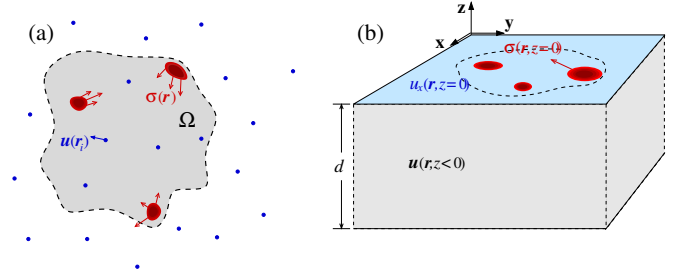 (a)
σ(r)
Ω
u(rᵢ)
(b)
z
y
x
σ(r,z=0)
uₓ(r,z=0)
d
u(r,z<0)